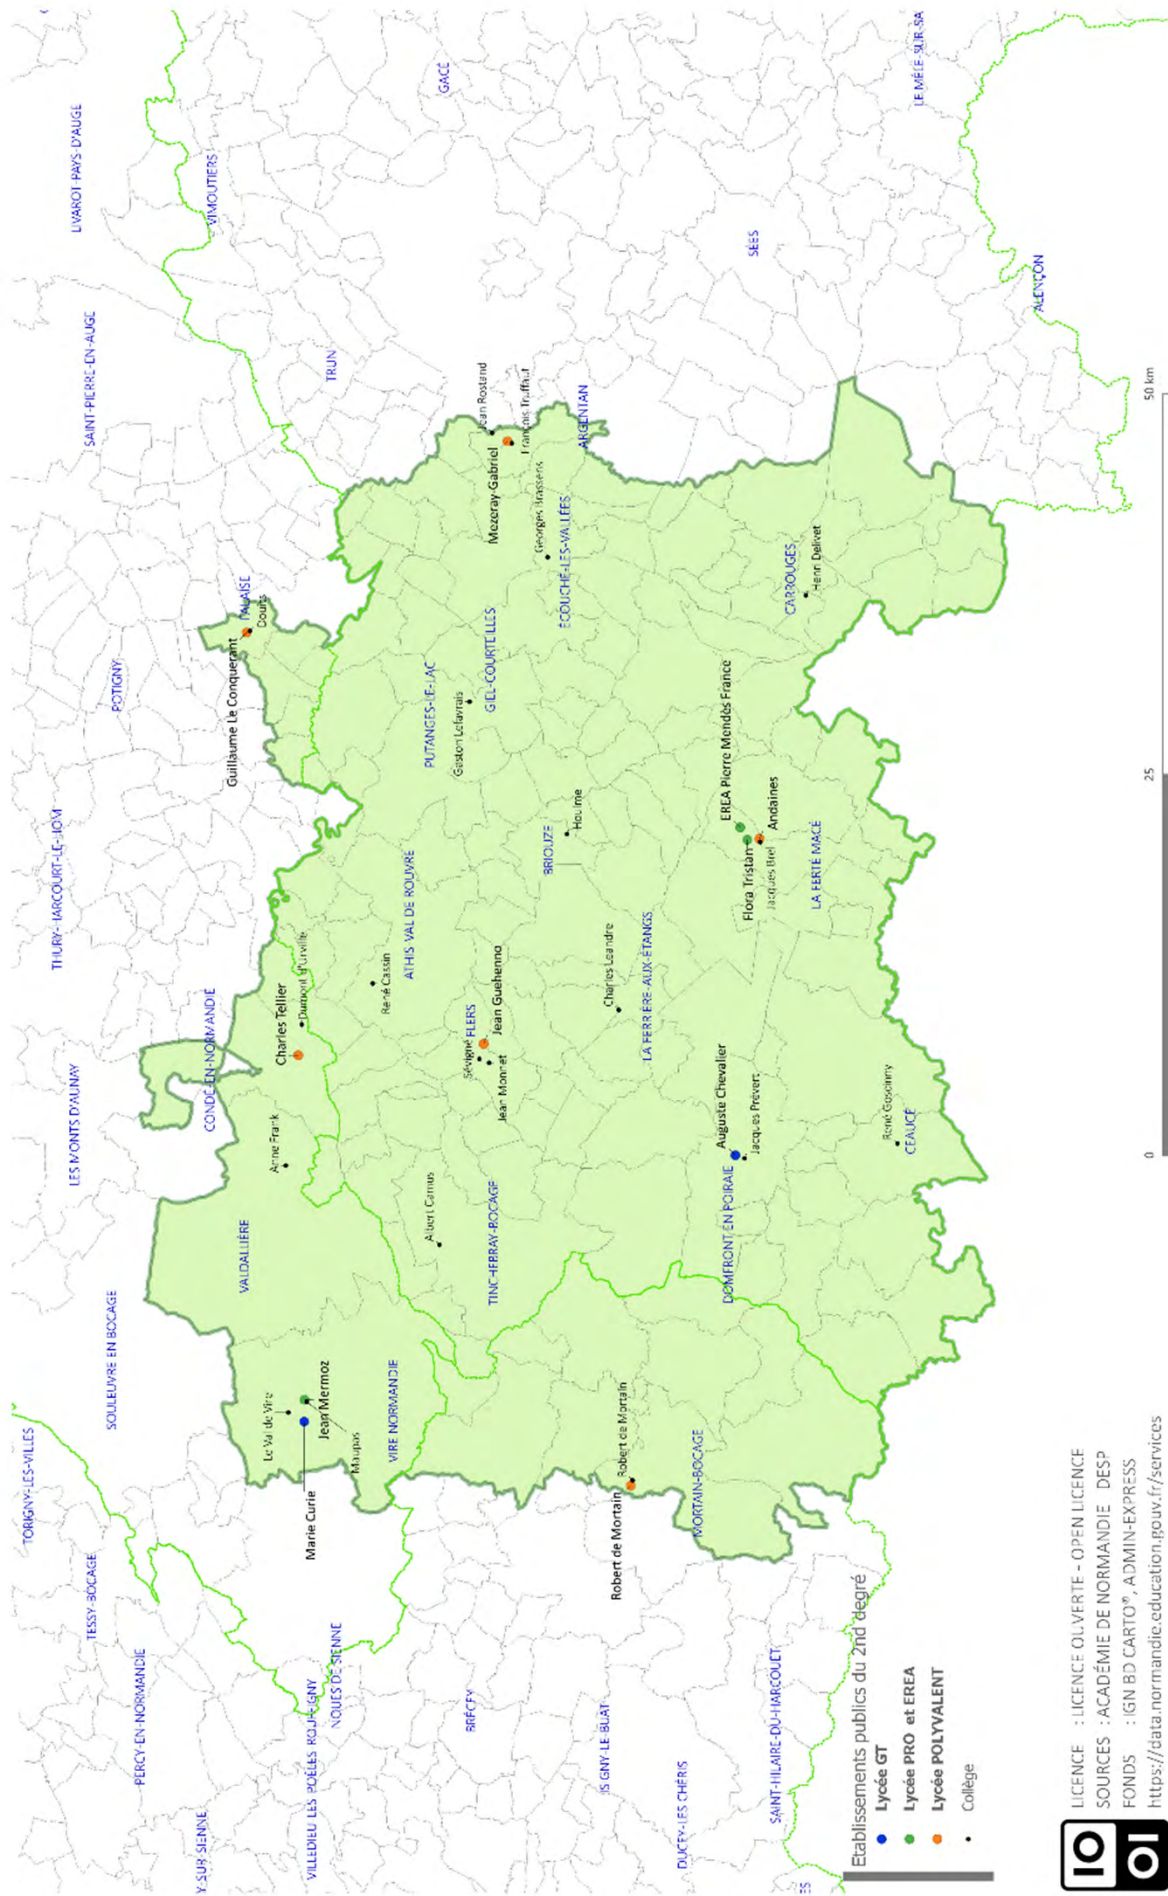 TORIGNY-LES-VILLES
SOULEUVRE EN BOCAGE
LES MONTS D'AUNAY
THURY-HARCOURT-LE-HOM
POTIGNY
SAINT-PIERRE-EN-AUGE
LIVAROT-PAYS-D'AUGE
TESSY-BOCAGE
PERCY-EN-NORMANDIE
VALDALLIÈRE
CONDÉ-EN-NORMANDIE
Guillaume Le Conquerant
FALAISE
Douits
VIMOUTIERS
Le Val de Vire
Anne Frank
Charles Tellier
Dumont d'Urville
TRUN
Marie Curie
Jean Mermoz
Maupas
VIRE NORMANDIE
René Cassin
ATHIS VAL DE ROUVRE
PUTANGES-LE-LAC
GACÉ
Y-SUR-SIENNE
VILLEDIEU LES POÊLES ROUFFIGNY
NOUES DE SIENNE
Albert Camus
TINCHEBRAY-BOCAGE
Sévigné
FLERS
Jean Monnet
Jean Guehenno
Gaston Lefavrais
GIEL-COURTEILLES
Mezeray-Gabriel
Jean Rostand
François Truffaut
Georges Brassens
ÉCOUCHÉ-LES-VALLÉES
ARGENTAN
BRÉCEY
BRIOUZE
Houlme
ISIGNY-LE-BUAT
Robert de Mortain
Robert de Mortain
Charles Leandre
LA FERRIÈRE-AUX-ÉTANGS
MORTAIN-BOCAGE
DUCEY-LES CHÉRIS
Auguste Chevalier
Jacques Prévert
DOMFRONT EN POIRAIE
EREA Pierre Mendès France
Flora Tristan
Jacques Brel
Andaines
LA FERTÉ MACÉ
SÉES
CARROUGES
Henri Delivet
SAINT-HILAIRE-DU-HARCOUËT
René Goscinny
CEAUCÉ
LE MÊLE-SUR-SA
ALENÇON
ES
Etablissements publics du 2nd degré
Lycée GT
Lycée PRO et EREA
Lycée POLYVALENT
Collège
0
25
50 km
LICENCE : LICENCE OUVERTE - OPEN LICENCE
SOURCES : ACADÉMIE DE NORMANDIE DESP
FONDS : IGN BD CARTO®, ADMIN-EXPRESS
https://data.normandie.education.gouv.fr/services